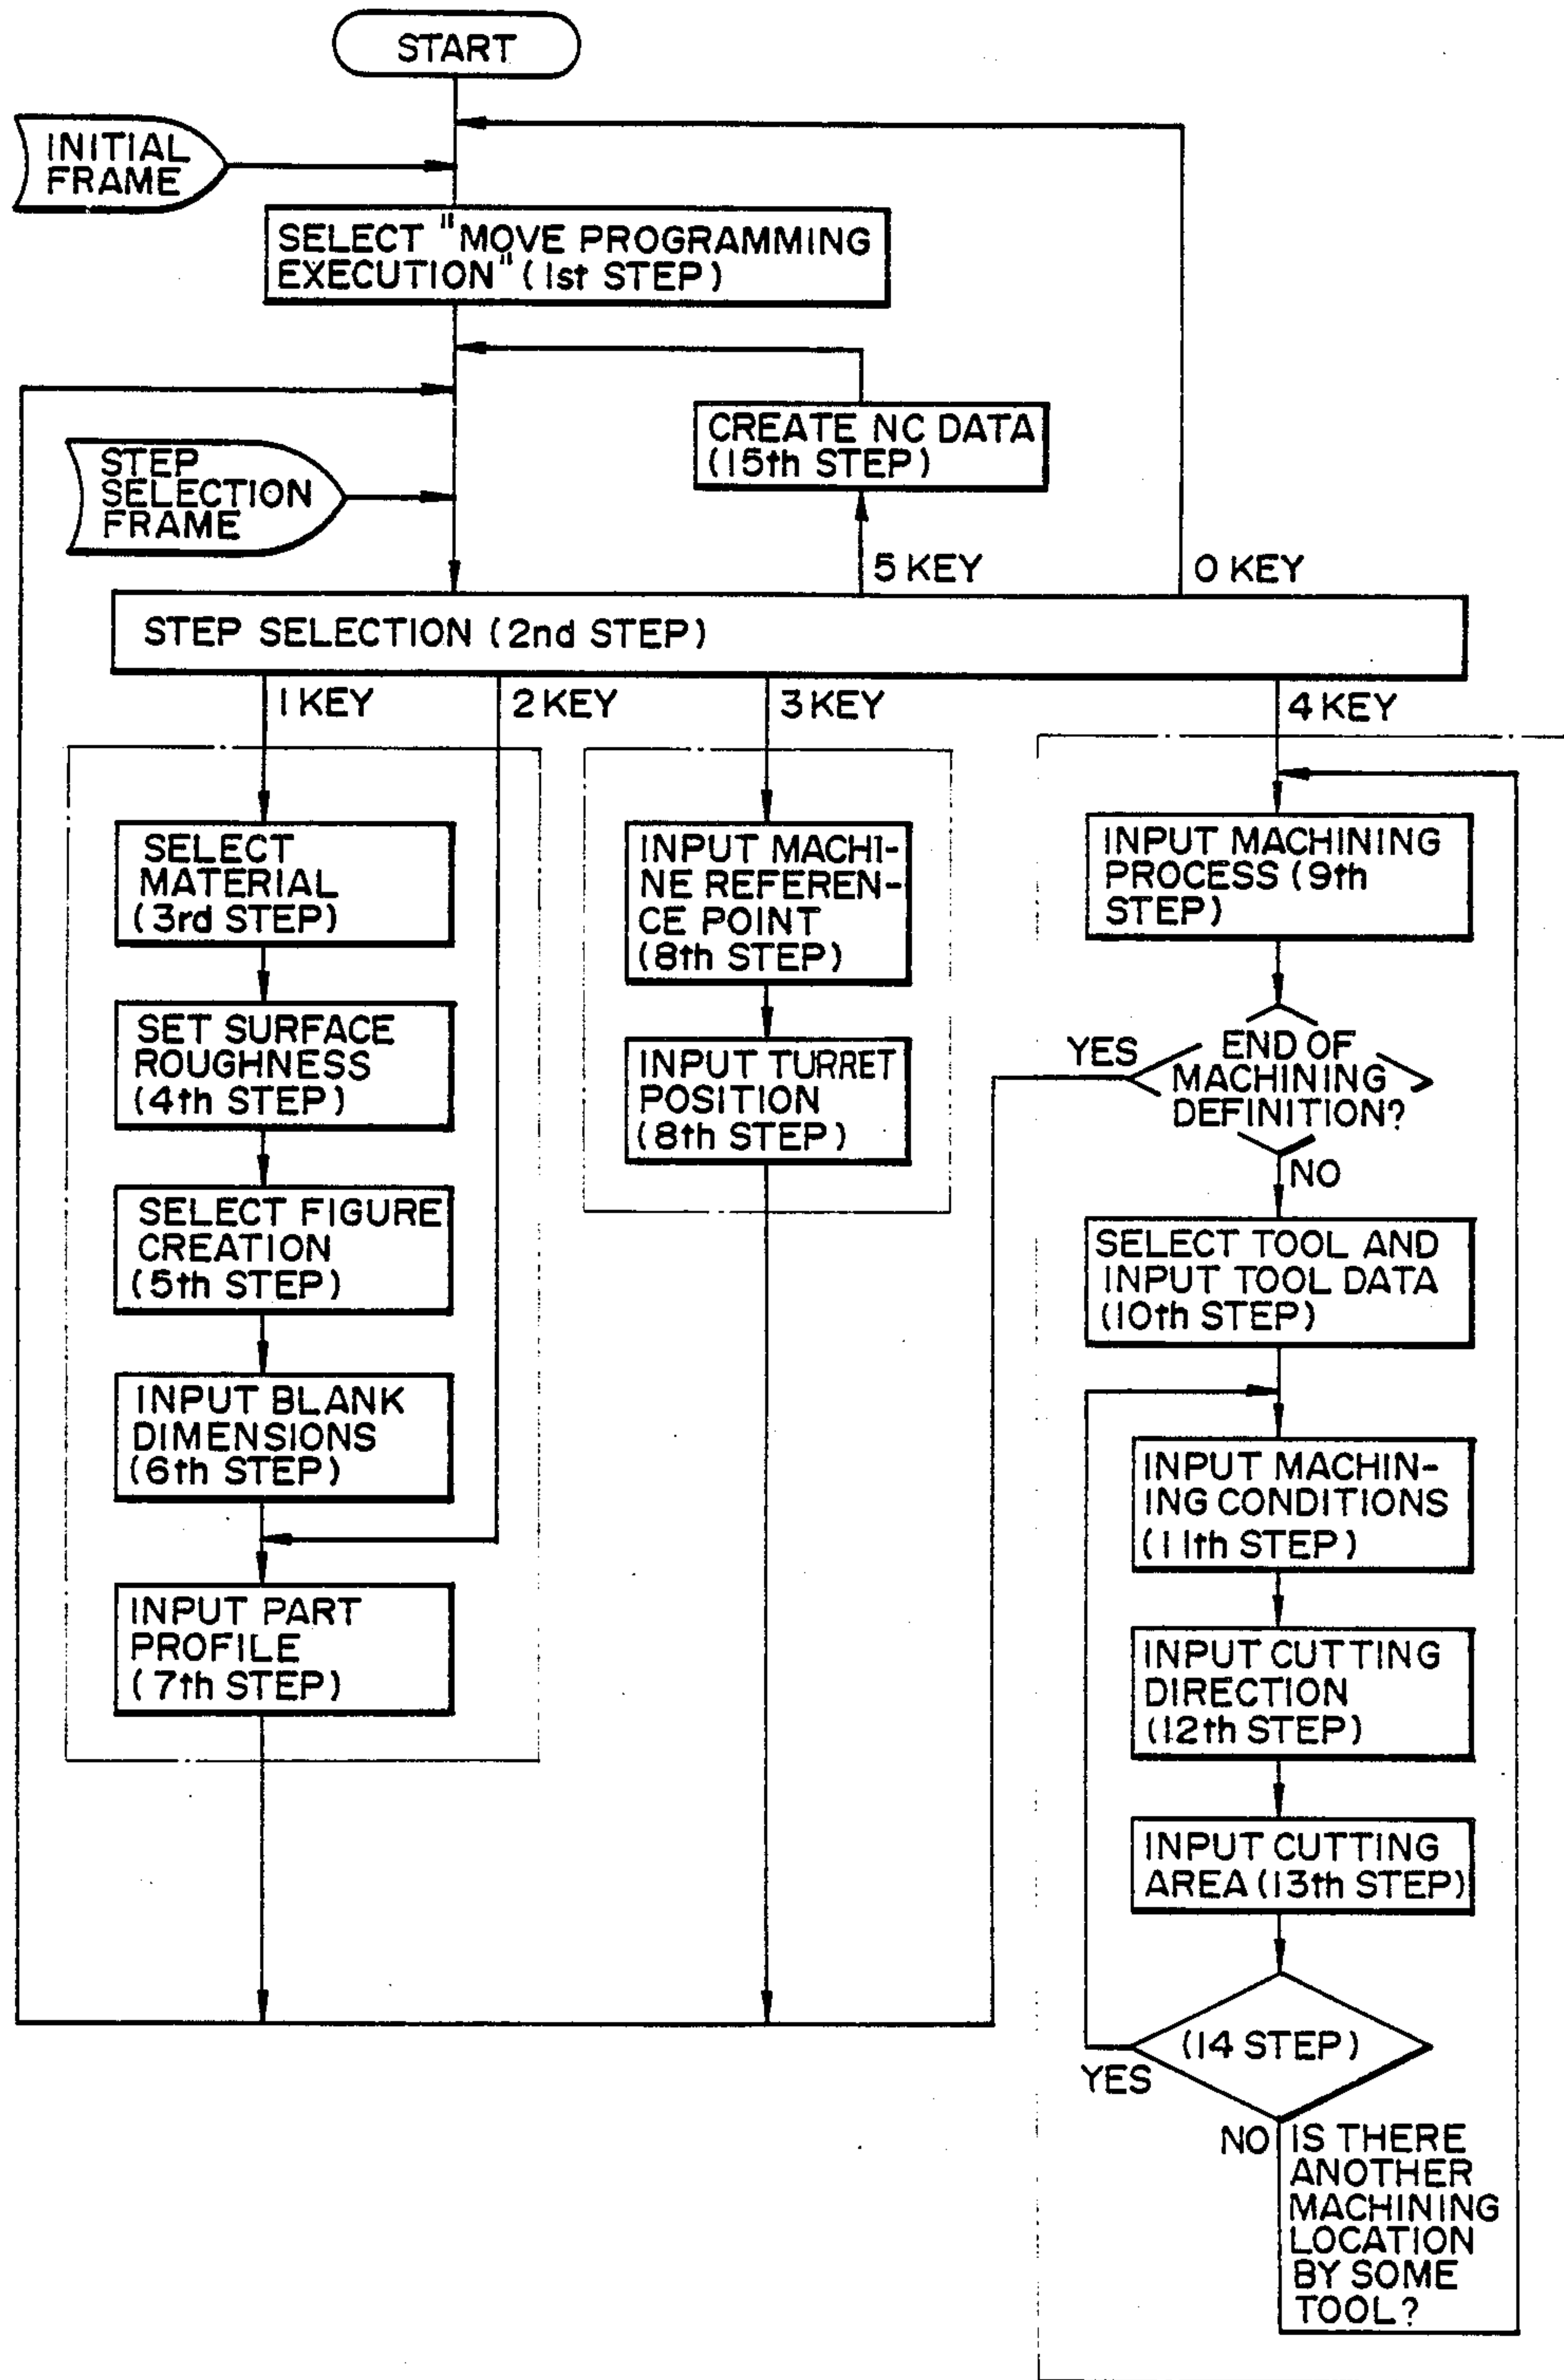 START
INITIAL
FRAME
SELECT "MOVE PROGRAMMING
EXECUTION" (1st STEP)
CREATE NC DATA
(15th STEP)
STEP
SELECTION
FRAME
5 KEY
0 KEY
STEP SELECTION (2nd STEP)
1 KEY
2 KEY
3 KEY
4 KEY
SELECT
MATERIAL
(3rd STEP)
SET SURFACE
ROUGHNESS
(4th STEP)
SELECT FIGURE
CREATION
(5th STEP)
INPUT BLANK
DIMENSIONS
(6th STEP)
INPUT PART
PROFILE
(7th STEP)
INPUT MACHI-
NE REFEREN-
CE POINT
(8th STEP)
INPUT TURRET
POSITION
(8th STEP)
INPUT MACHINING
PROCESS (9th
STEP)
YES
END OF
MACHINING
DEFINITION?
NO
SELECT TOOL AND
INPUT TOOL DATA
(10th STEP)
INPUT MACHIN-
ING CONDITIONS
(11th STEP)
INPUT CUTTING
DIRECTION
(12th STEP)
INPUT CUTTING
AREA (13th STEP)
(14 STEP)
YES
NO
IS THERE
ANOTHER
MACHINING
LOCATION
BY SOME
TOOL?